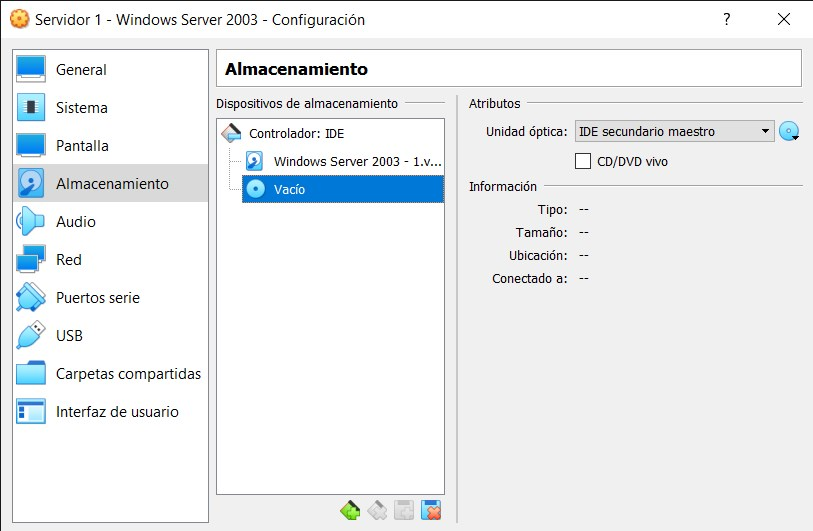 Servidor 1 - Windows Server 2003 - Configuración
?
General
Sistema
Pantalla
Almacenamiento
Audio
Red
Puertos serie
USB
Carpetas compartidas
Interfaz de usuario
Almacenamiento
Dispositivos de almacenamiento
Controlador: IDE
Windows Server 2003 - 1.v...
Vacío
Atributos
Unidad óptica: IDE secundario maestro
CD/DVD vivo
Información
Tipo: --
Tamaño: --
Ubicación: --
Conectado a: --